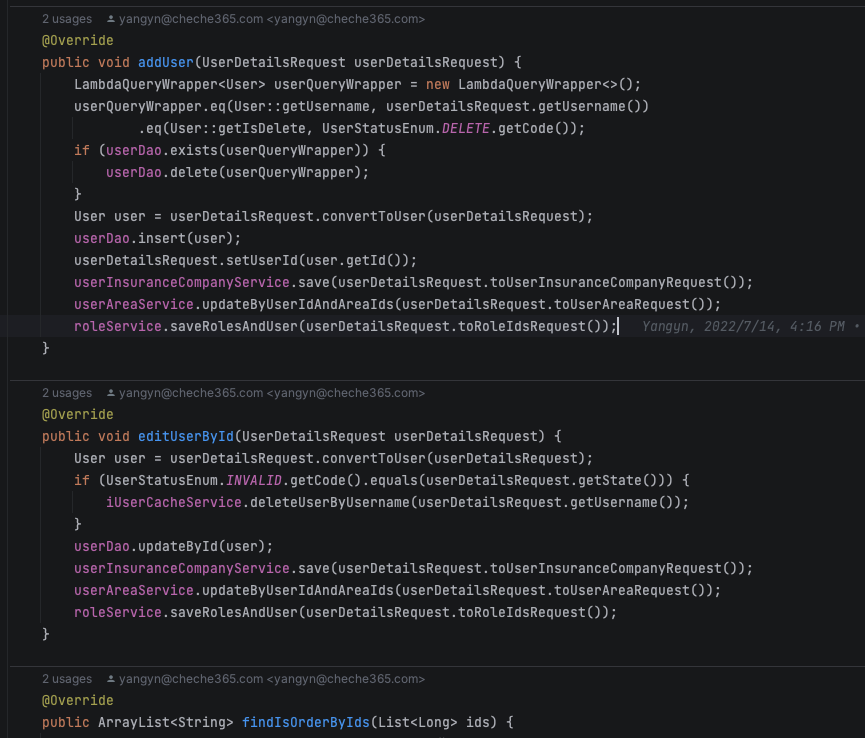 2 usages yangyn@cheche365.com <yangyn@cheche365.com>
@Override
public void addUser(UserDetailsRequest userDetailsRequest) {
    LambdaQueryWrapper<User> userQueryWrapper = new LambdaQueryWrapper<>();
    userQueryWrapper.eq(User::getUsername, userDetailsRequest.getUsername())
            .eq(User::getIsDelete, UserStatusEnum.DELETE.getCode());
    if (userDao.exists(userQueryWrapper)) {
        userDao.delete(userQueryWrapper);
    }
    User user = userDetailsRequest.convertToUser(userDetailsRequest);
    userDao.insert(user);
    userDetailsRequest.setUserId(user.getId());
    userInsuranceCompanyService.save(userDetailsRequest.toUserInsuranceCompanyRequest());
    userAreaService.updateByUserIdAndAreaIds(userDetailsRequest.toUserAreaRequest());
    roleService.saveRolesAndUser(userDetailsRequest.toRoleIdsRequest()); Yangyn, 2022/7/14, 4:16 PM •
}
2 usages yangyn@cheche365.com <yangyn@cheche365.com>
@Override
public void editUserById(UserDetailsRequest userDetailsRequest) {
    User user = userDetailsRequest.convertToUser(userDetailsRequest);
    if (UserStatusEnum.INVALID.getCode().equals(userDetailsRequest.getState())) {
        iUserCacheService.deleteUserByUsername(userDetailsRequest.getUsername());
    }
    userDao.updateById(user);
    userInsuranceCompanyService.save(userDetailsRequest.toUserInsuranceCompanyRequest());
    userAreaService.updateByUserIdAndAreaIds(userDetailsRequest.toUserAreaRequest());
    roleService.saveRolesAndUser(userDetailsRequest.toRoleIdsRequest());
}
2 usages yangyn@cheche365.com <yangyn@cheche365.com>
@Override
public ArrayList<String> findIsOrderByIds(List<Long> ids) {